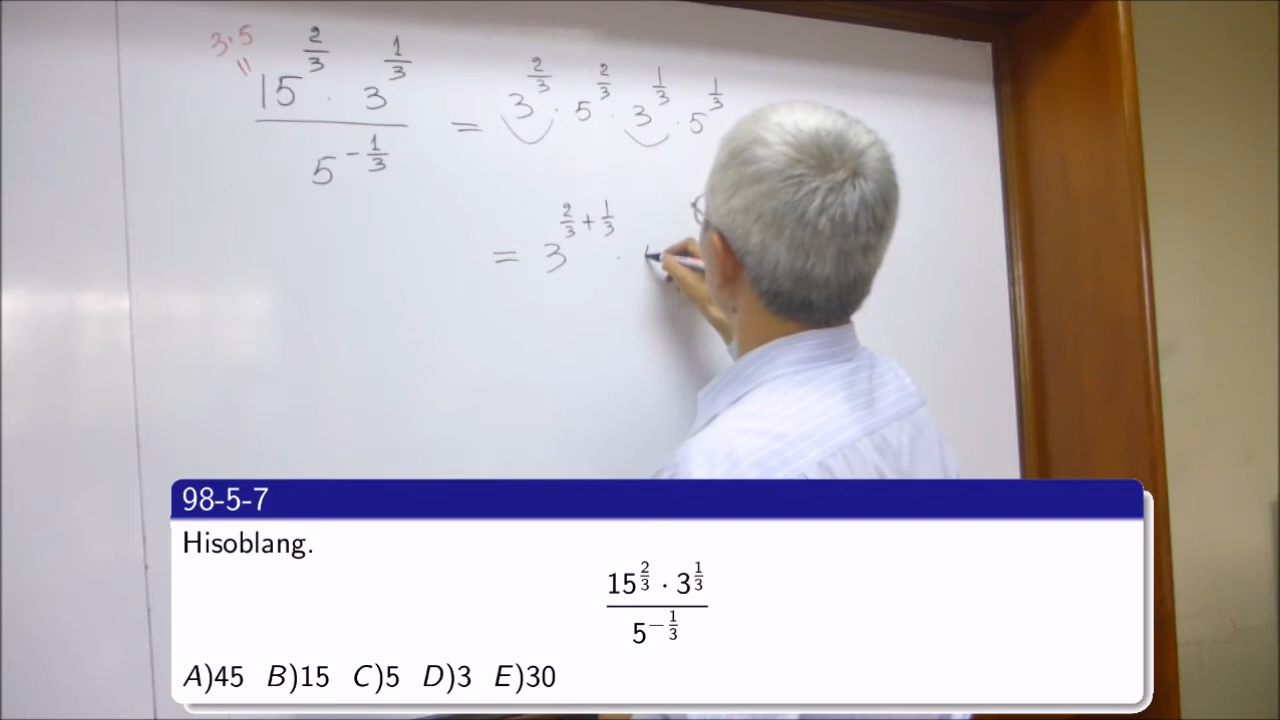 3·5
||
15^{2/3} · 3^{1/3} / 5^{-1/3} = 3^{2/3} · 5^{2/3} · 3^{1/3} · 5^{1/3}
= 3^{2/3 + 1/3} ·
98-5-7
Hisoblang.
15^{2/3} · 3^{1/3} / 5^{-1/3}
A)45 B)15 C)5 D)3 E)30